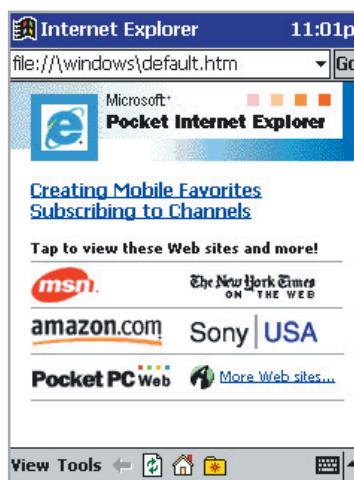 Internet Explorer 11:01p
file://\windows\default.htm Go
Microsoft
Pocket Internet Explorer
Creating Mobile Favorites
Subscribing to Channels
Tap to view these Web sites and more!
msn. The New York Times
ON THE WEB
amazon.com Sony USA
Pocket PC Web More Web sites...
View Tools